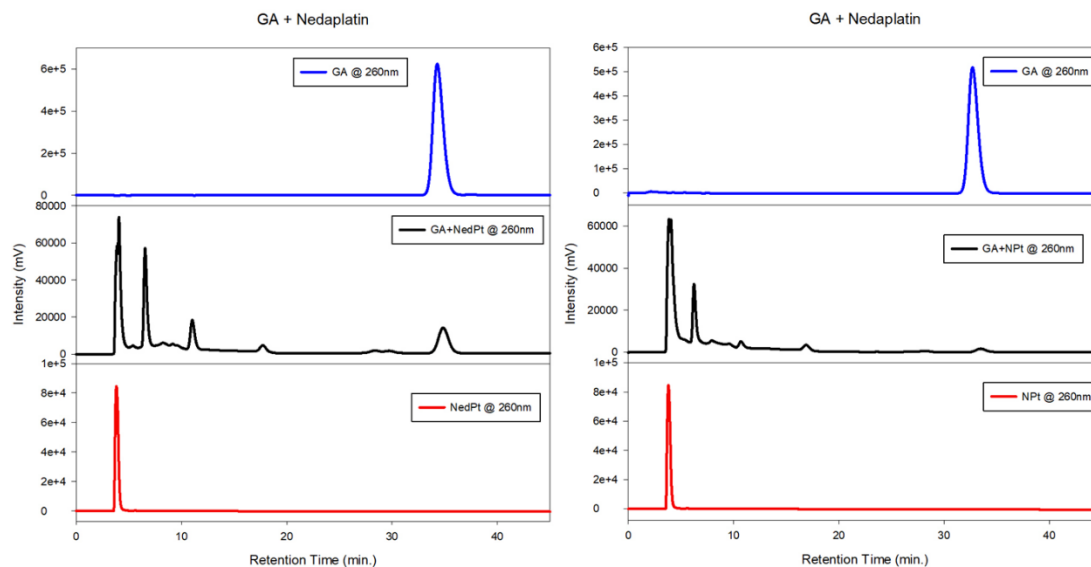 GA + Nedaplatin
6e+5
4e+5
2e+5
0
GA @ 260nm
80000
60000
40000
20000
0
GA+NedPt @ 260nm
Intensity (mV)
1e+5
8e+4
6e+4
4e+4
2e+4
0
NedPt @ 260nm
0 10 20 30 40
Retention Time (min.)
GA + Nedaplatin
6e+5
5e+5
4e+5
3e+5
2e+5
1e+5
0
GA @ 260nm
60000
40000
20000
0
GA+NPt @ 260nm
Intensity (mV)
1e+5
8e+4
6e+4
4e+4
2e+4
0
NPt @ 260nm
0 10 20 30 40
Retention Time (min.)